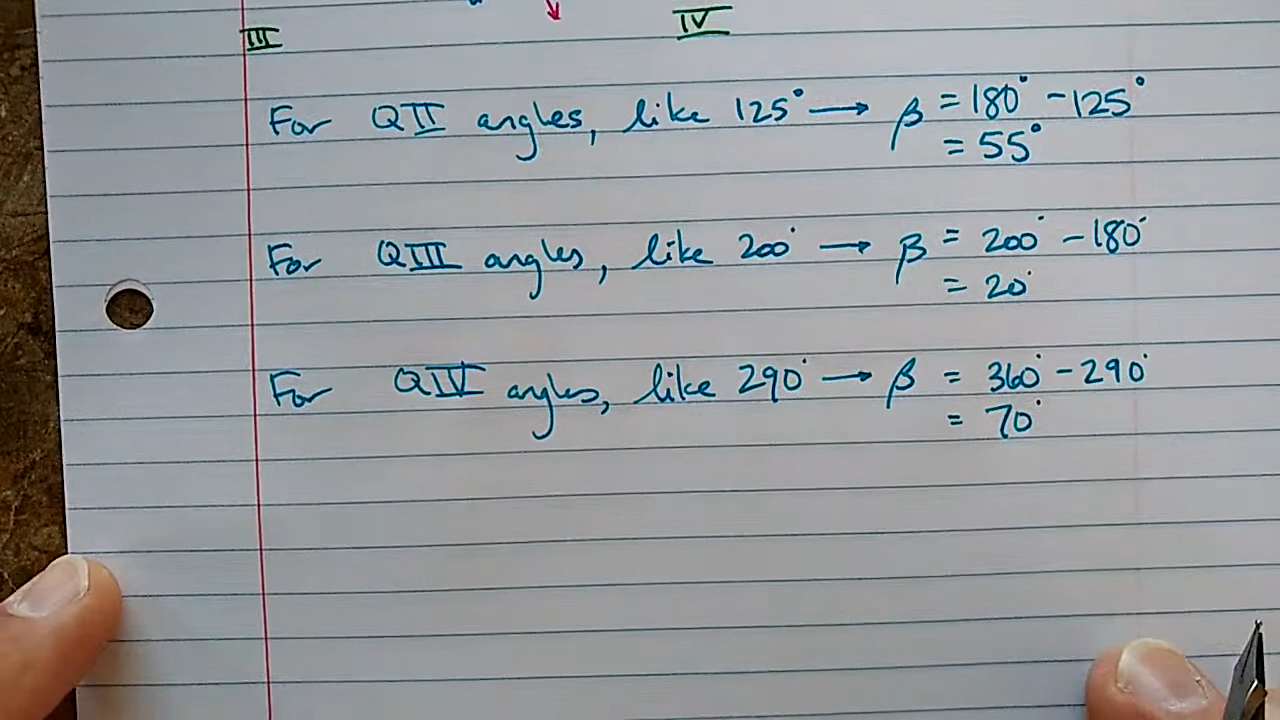 III IV
For QII angles, like 125° → β = 180° - 125°
= 55°
For QIII angles, like 200° → β = 200° - 180°
= 20°
For QIV angles, like 290° → β = 360° - 290°
= 70°